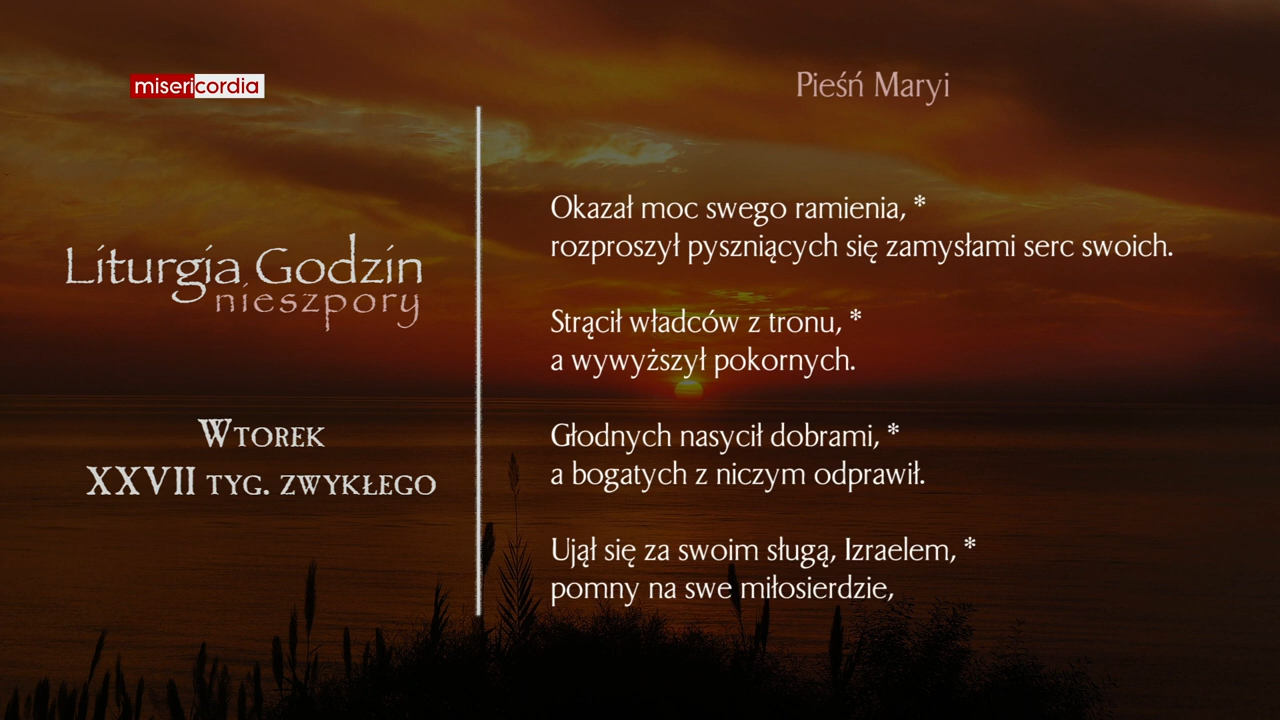 misericordia
Liturgia Godzin
nieszpory
Wtorek
XXVII tyg. zwykłego
Pieśń Maryi
Okazał moc swego ramienia, *
rozproszył pyszniących się zamysłami serc swoich.
Strącił władców z tronu, *
a wywyższył pokornych.
Głodnych nasycił dobrami, *
a bogatych z niczym odprawił.
Ujął się za swoim sługą, Izraelem, *
pomny na swe miłosierdzie,